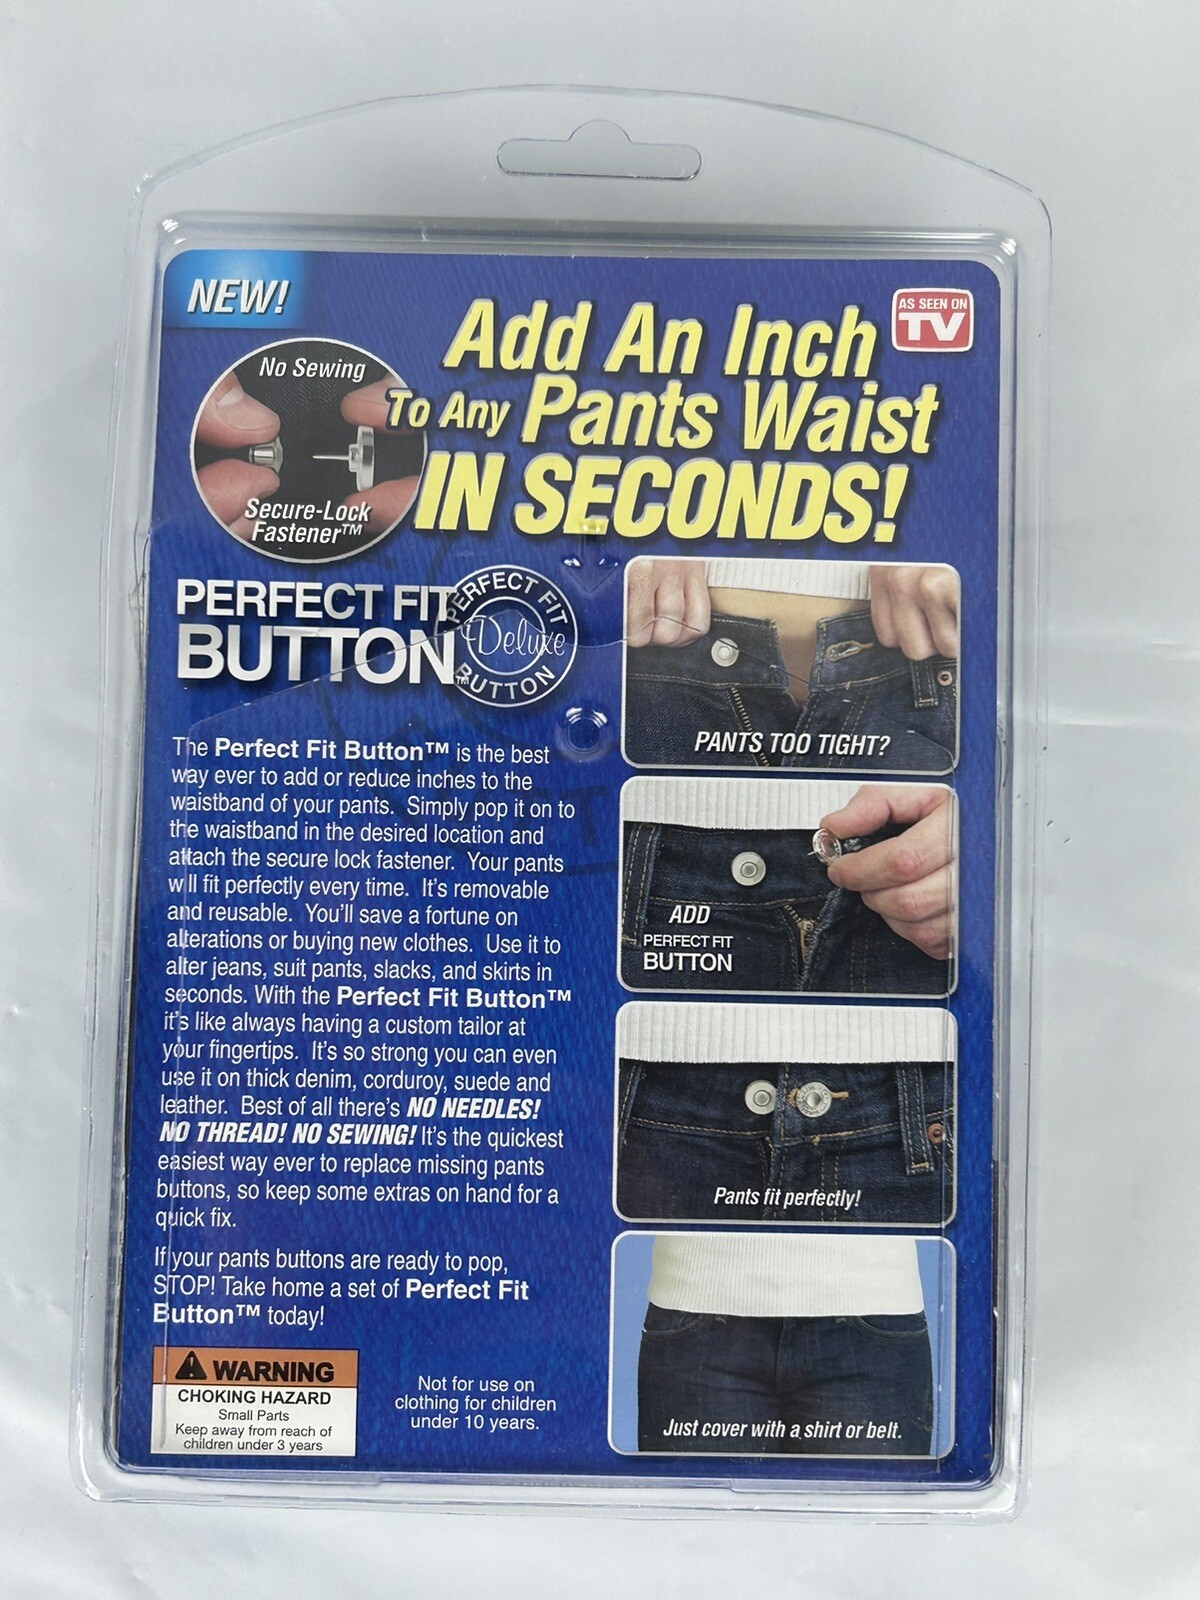 NEW!
AS SEEN ON
TV
Add An Inch
To Any Pants Waist
IN SECONDS!
No Sewing
Secure-Lock
Fastener™
PERFECT FIT
BUTTON™
PERFECT FIT
Deluxe
BUTTON
The Perfect Fit Button™ is the best
way ever to add or reduce inches to the
waistband of your pants. Simply pop it on to
the waistband in the desired location and
attach the secure lock fastener. Your pants
will fit perfectly every time. It's removable
and reusable. You'll save a fortune on
alterations or buying new clothes. Use it to
alter jeans, suit pants, slacks, and skirts in
seconds. With the Perfect Fit Button™
it's like always having a custom tailor at
your fingertips. It's so strong you can even
use it on thick denim, corduroy, suede and
leather. Best of all there's NO NEEDLES!
NO THREAD! NO SEWING! It's the quickest
easiest way ever to replace missing pants
buttons, so keep some extras on hand for a
quick fix.
If your pants buttons are ready to pop,
STOP! Take home a set of Perfect Fit
Button™ today!
WARNING
CHOKING HAZARD
Small Parts
Keep away from reach of
children under 3 years
Not for use on
clothing for children
under 10 years.
PANTS TOO TIGHT?
ADD
PERFECT FIT
BUTTON
Pants fit perfectly!
Just cover with a shirt or belt.